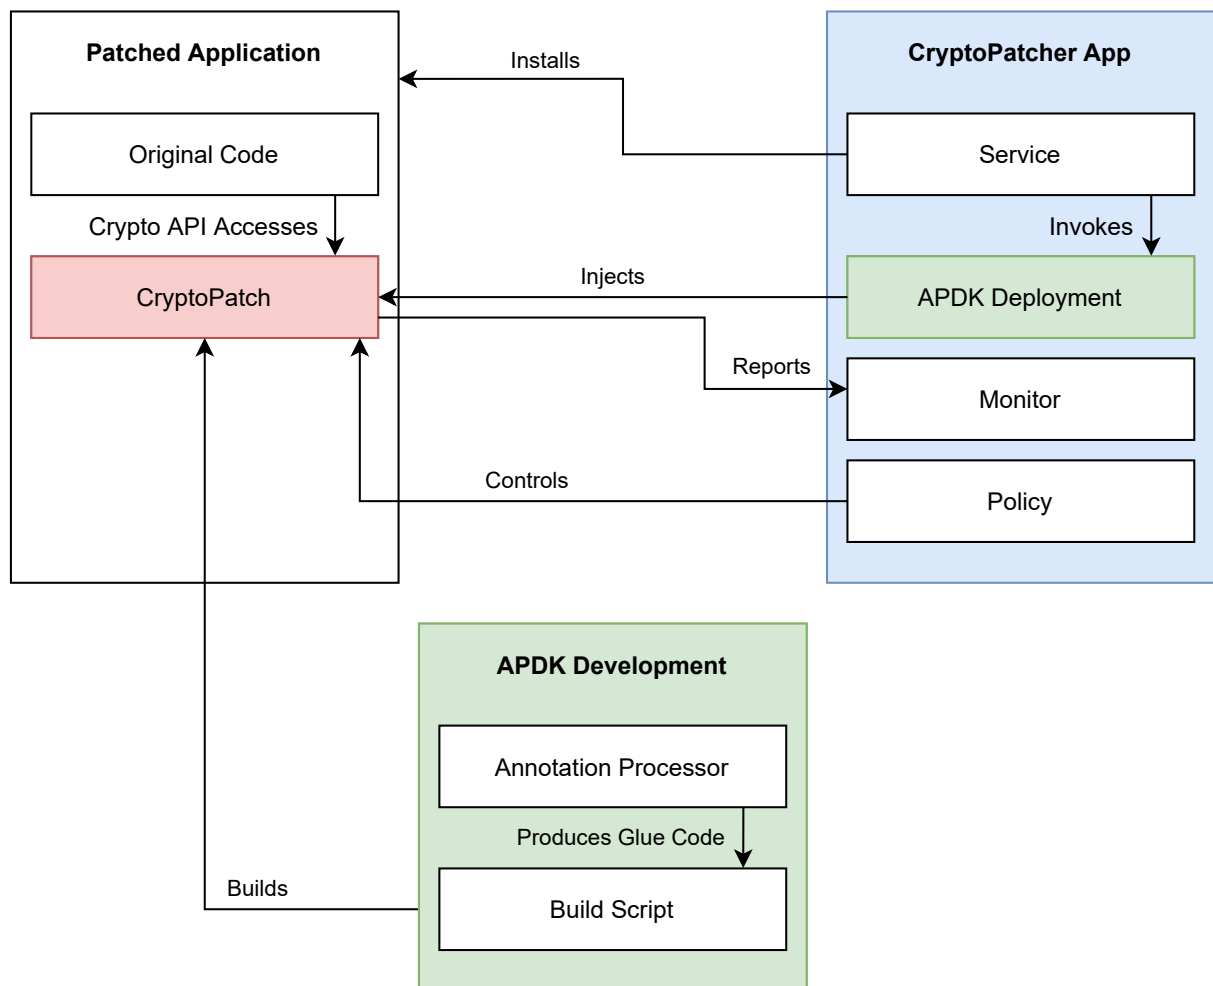 Patched Application
CryptoPatcher App
Installs
Original Code
Service
Crypto API Accesses
Invokes
CryptoPatch
Injects
APDK Deployment
Reports
Monitor
Controls
Policy
APDK Development
Annotation Processor
Produces Glue Code
Builds
Build Script